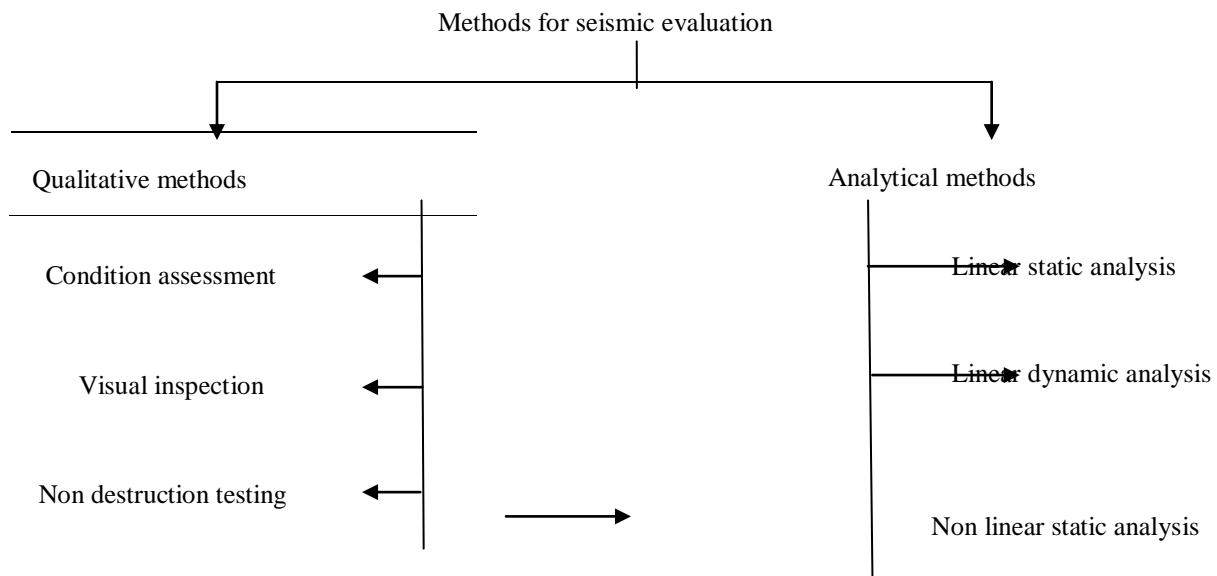 Methods for seismic evaluation
Qualitative methods
Analytical methods
Condition assessment
Linear static analysis
Visual inspection
Linear dynamic analysis
Non destruction testing
Non linear static analysis